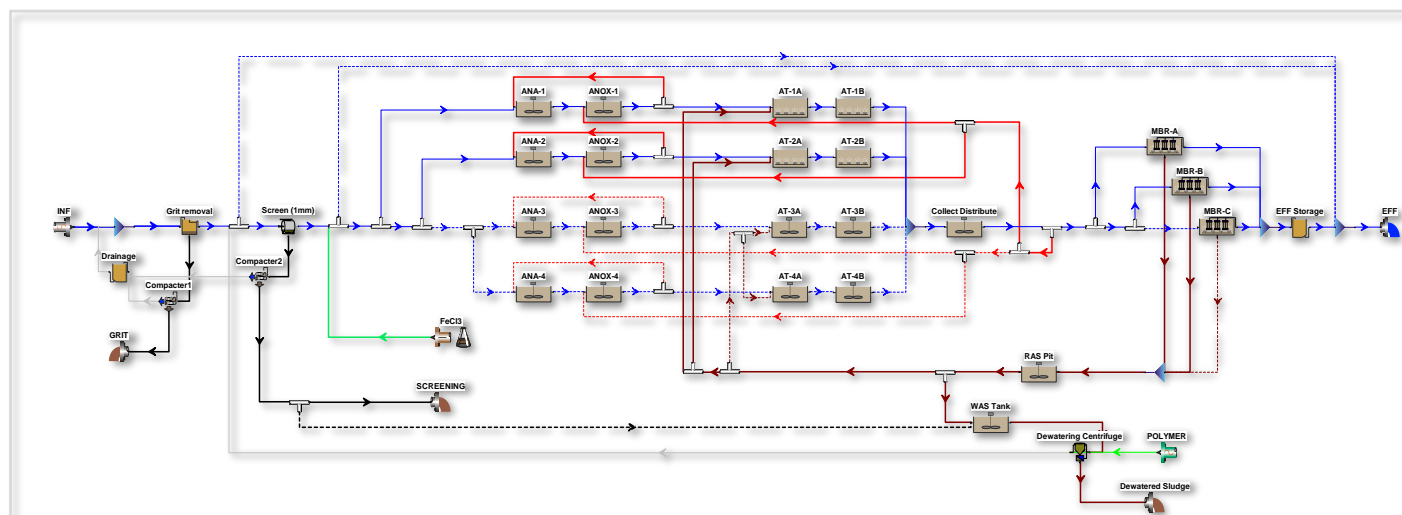 ANA-1
ANOX-1
AT-1A
AT-1B
ANA-2
ANOX-2
AT-2A
AT-2B
MBR-A
MBR-B
INF
Grit removal
Screen (1mm)
ANA-3
ANOX-3
AT-3A
AT-3B
Collect Distribute
MBR-C
EFF Storage
EFF
Drainage
Compacter2
Compacter1
ANA-4
ANOX-4
AT-4A
AT-4B
FeCl3
GRIT
RAS Pit
SCREENING
WAS Tank
Dewatering Centrifuge
POLYMER
Dewatered Sludge